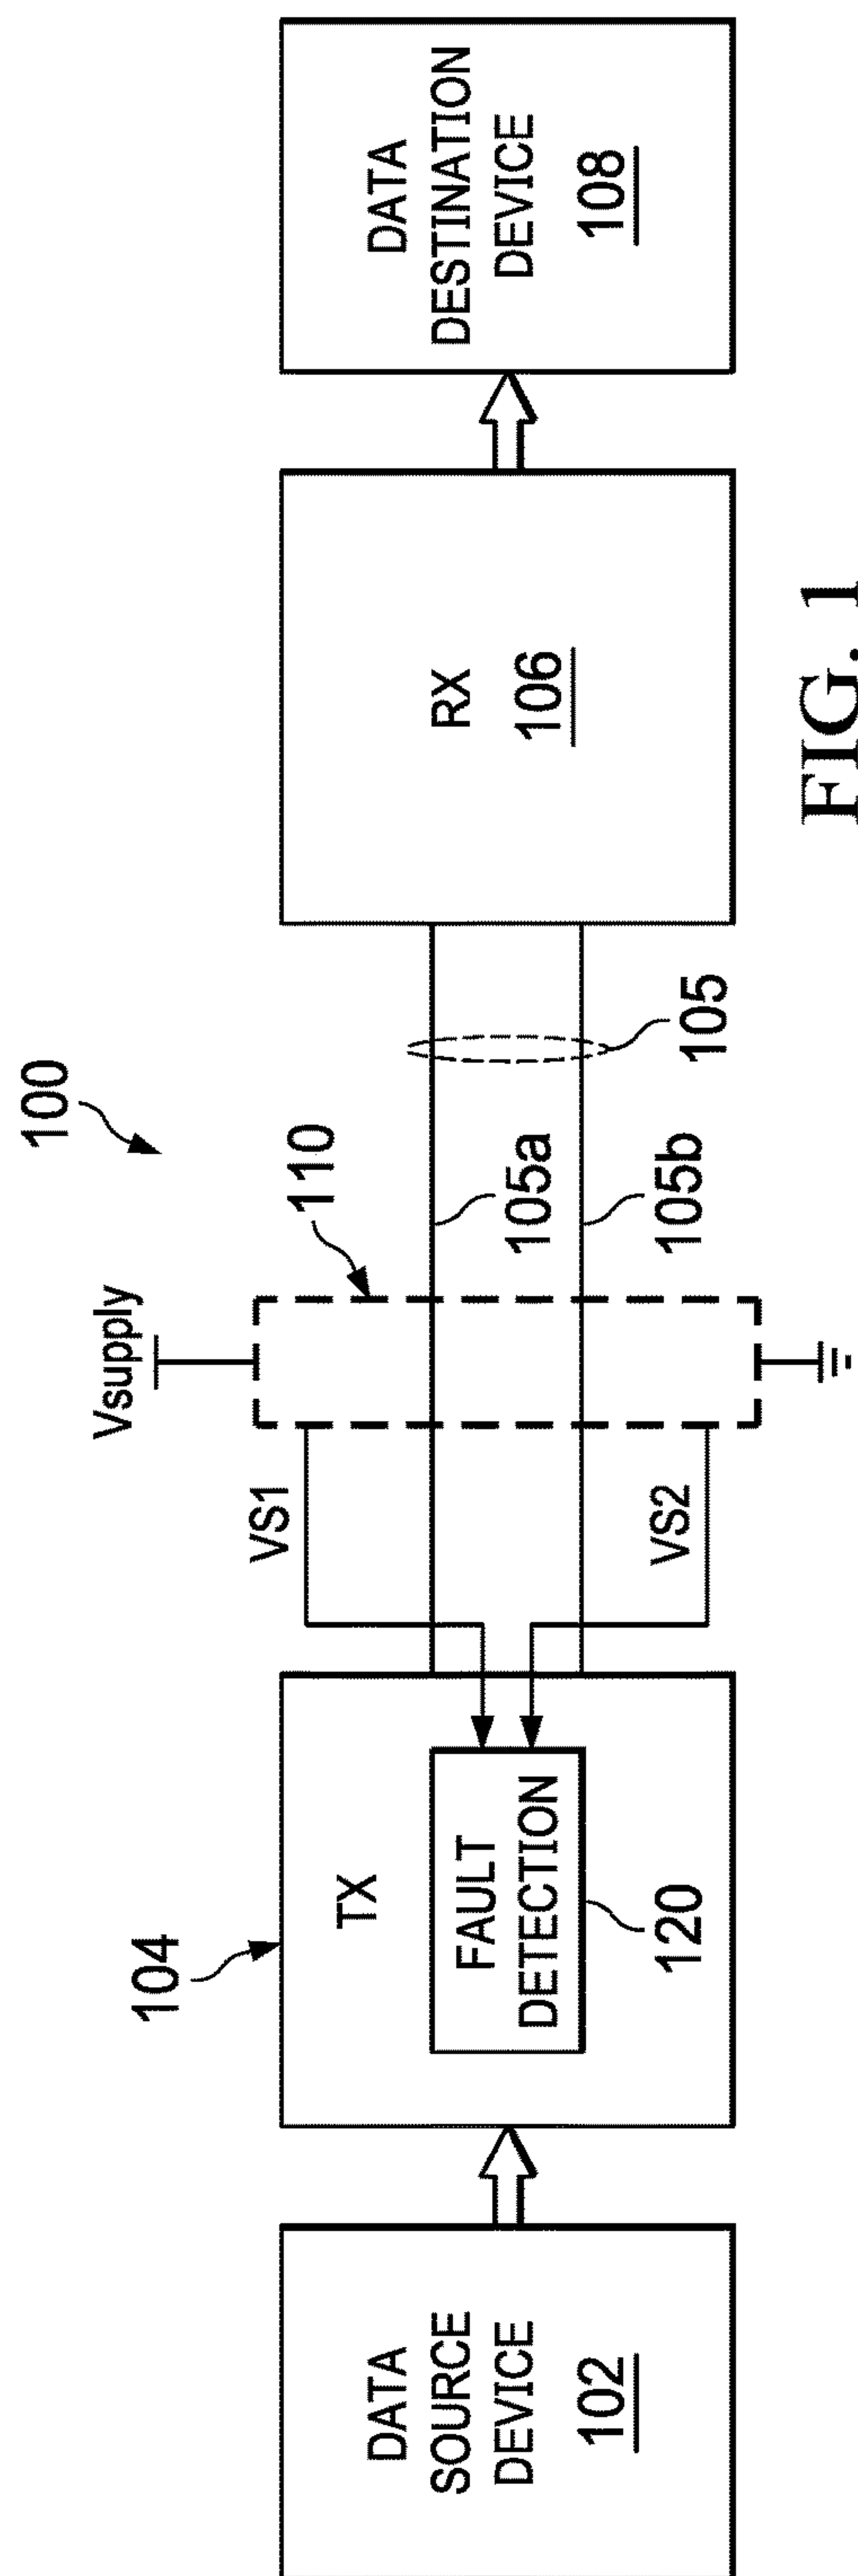 100
Vsupply
110
104
VS1
TX
FAULT
DETECTION
120
VS2
105a
105b
105
DATA
SOURCE
DEVICE
102
RX
106
DATA
DESTINATION
DEVICE
108
FIG. 1